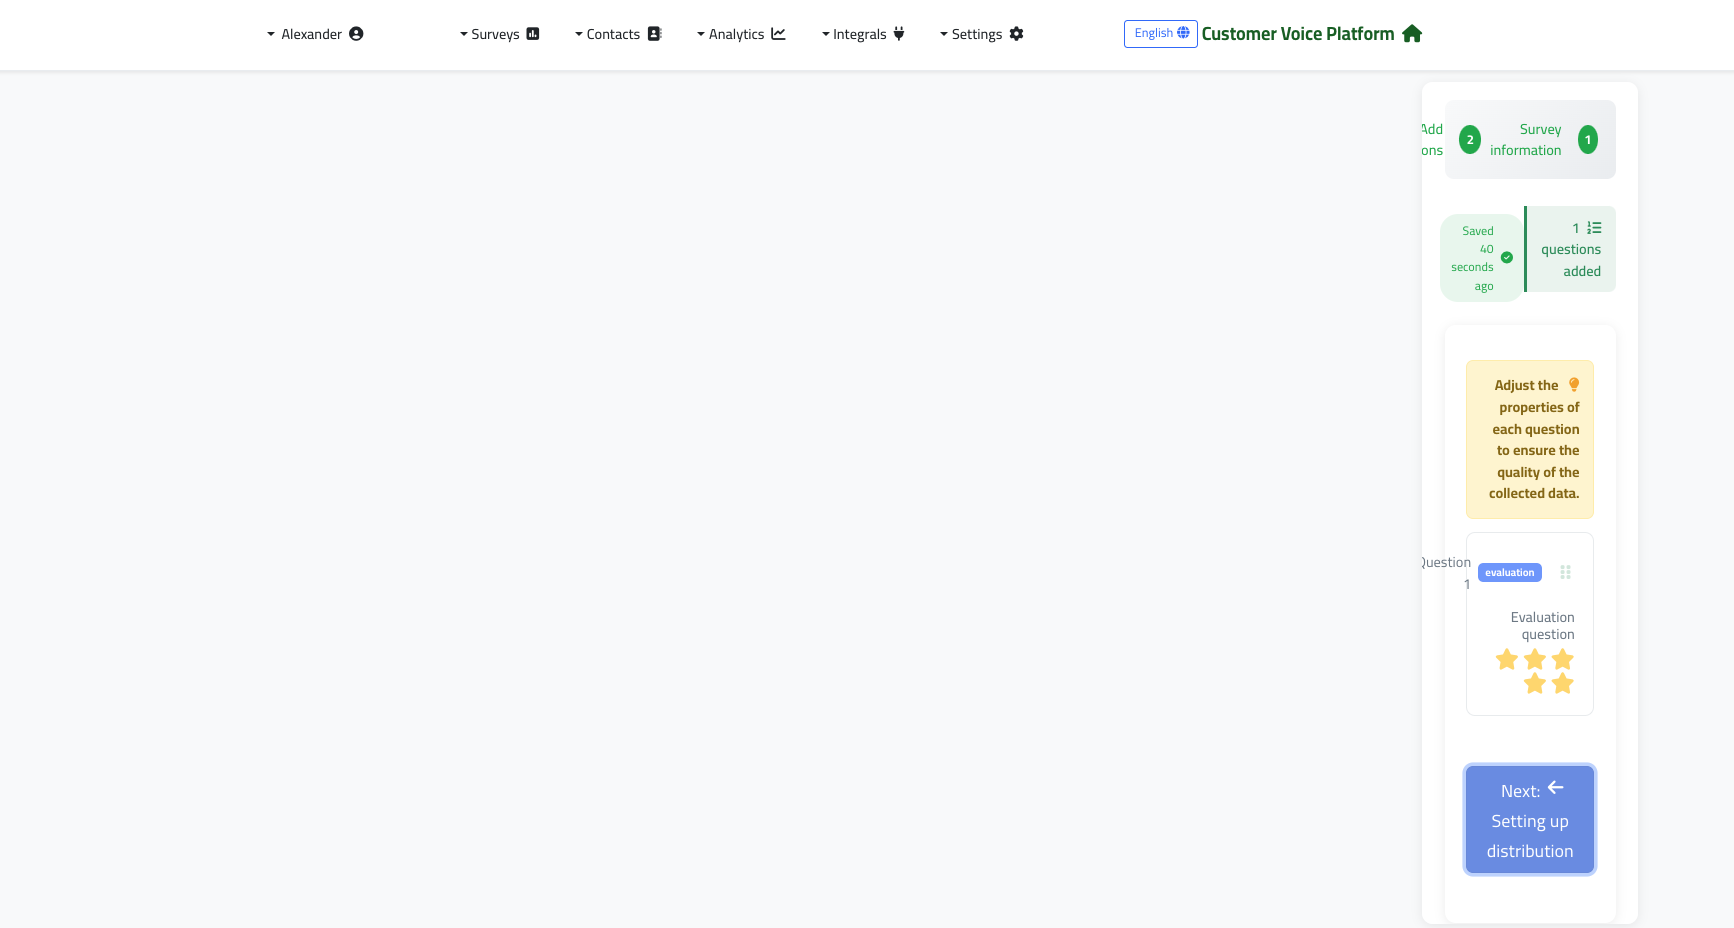 Alexander
Surveys
Contacts
Analytics
Integrals
Settings
English
Customer Voice Platform
1
Survey
information
2
Add
ons
1
questions
added
Saved
40
seconds
ago
Adjust the
properties of
each question
to ensure the
quality of the
collected data.
evaluation
Question
1
Evaluation
question
Next:
Setting up
distribution